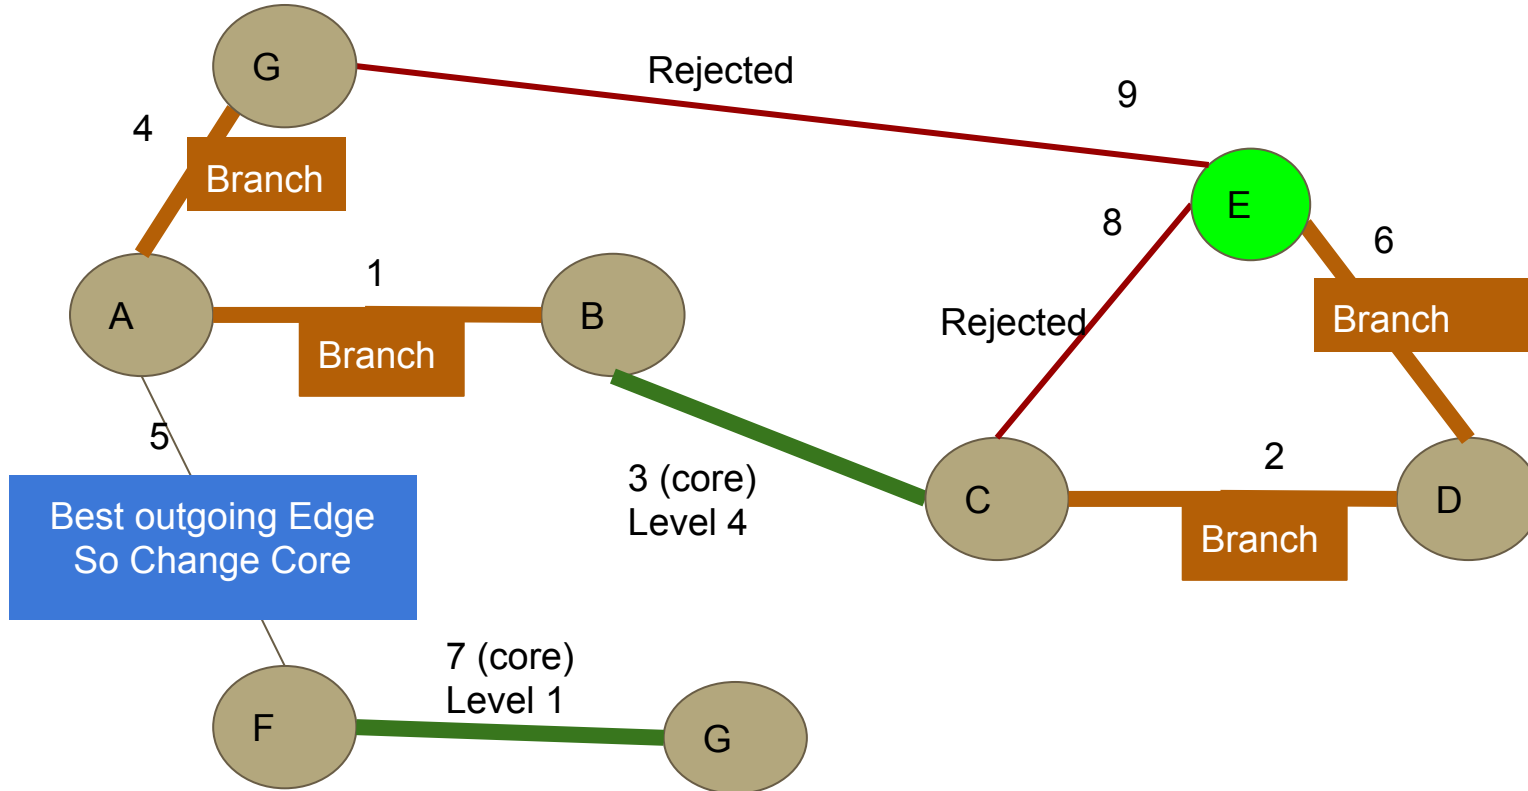 G
Rejected
9
4
Branch
E
8
6
1
A
B
Branch
Rejected
Branch
5
2
3 (core)
Level 4
C
D
Best outgoing Edge
So Change Core
Branch
7 (core)
Level 1
F
G